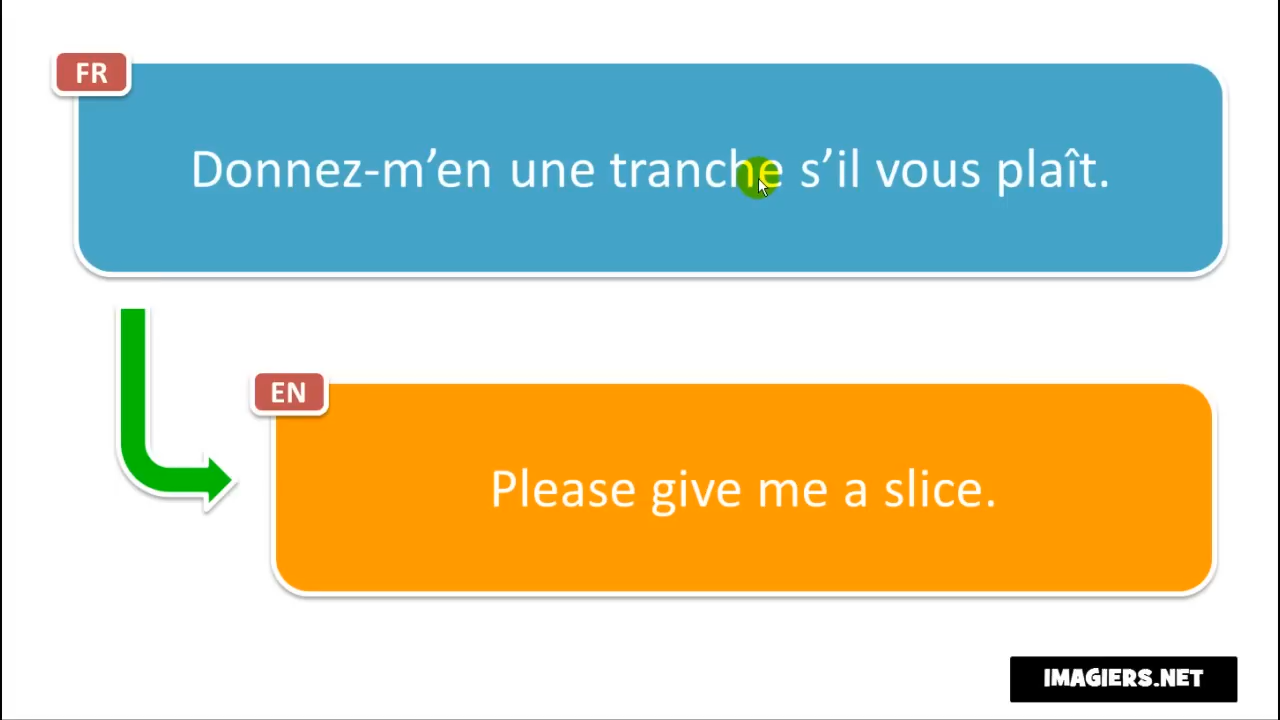 FR
Donnez-m’en une tranche s’il vous plaît.
EN
Please give me a slice.
IMAGIERS.NET